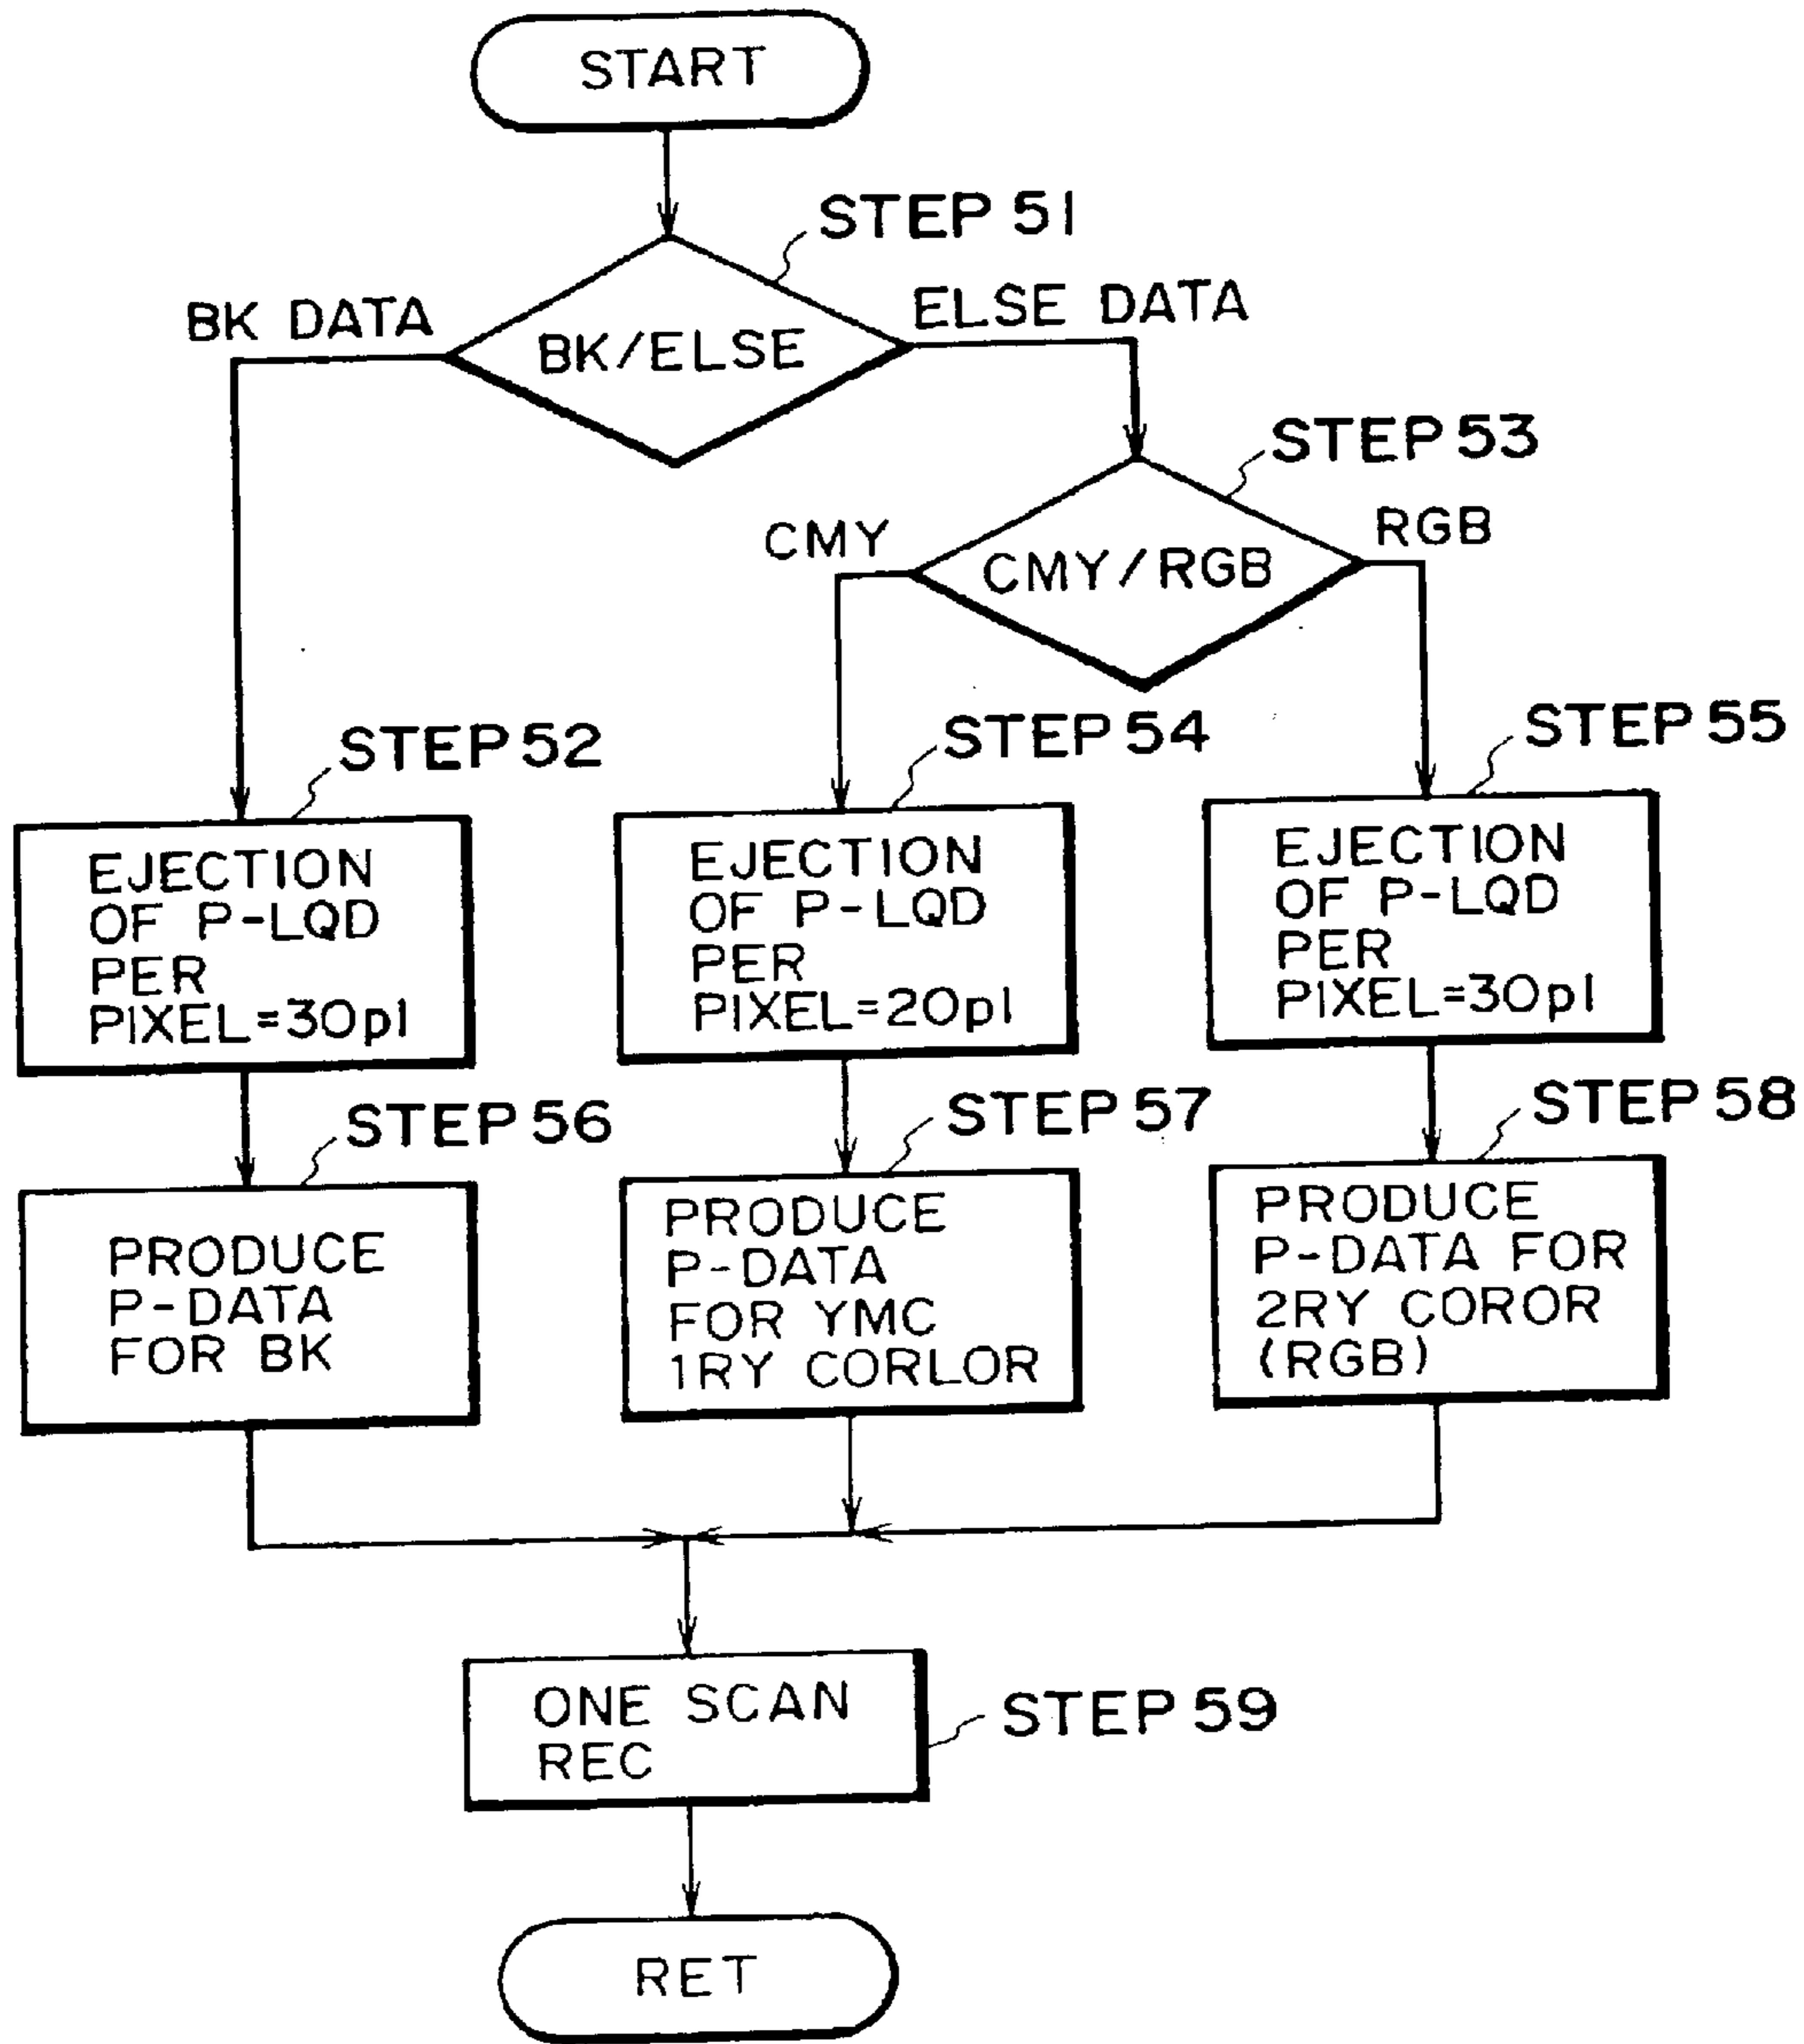 START
STEP 51
BK DATA
ELSE DATA
BK/ELSE
STEP 53
CMY
RGB
CMY/RGB
STEP 52
STEP 54
STEP 55
EJECTION
OF P-LQD
PER
PIXEL=30pl
EJECTION
OF P-LQD
PER
PIXEL=20pl
EJECTION
OF P-LQD
PER
PIXEL=30pl
STEP 56
STEP 57
STEP 58
PRODUCE
P-DATA
FOR BK
PRODUCE
P-DATA
FOR YMC
1RY CORLOR
PRODUCE
P-DATA FOR
2RY COROR
(RGB)
ONE SCAN
REC
STEP 59
RET